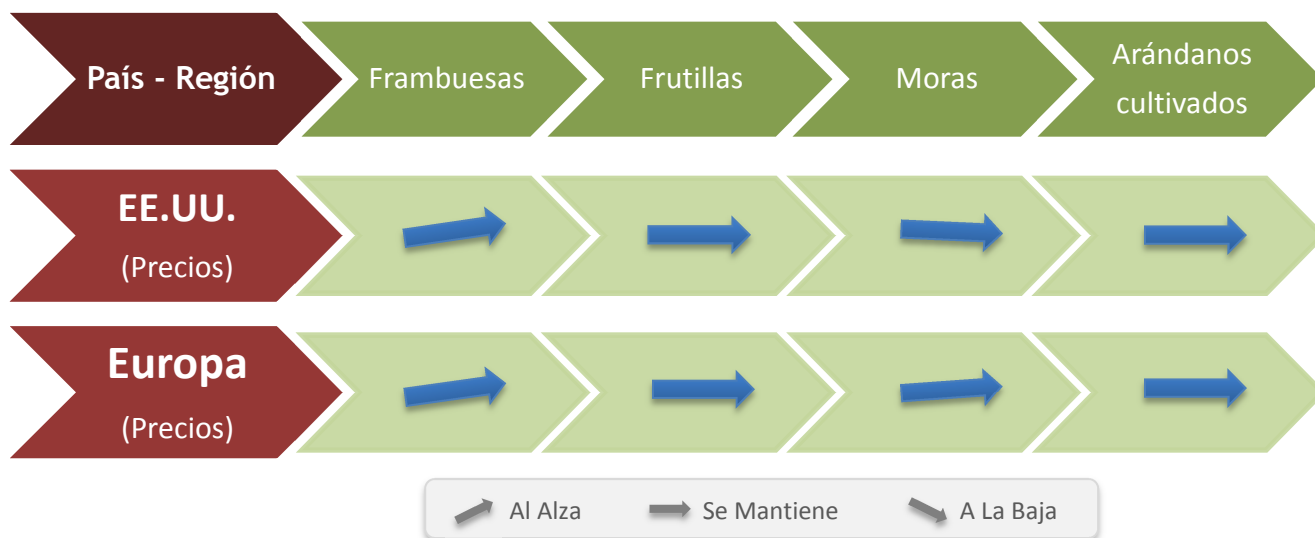 País - Región
Frambuesas
Frutillas
Moras
Arándanos
cultivados
EE.UU.
(Precios)
Europa
(Precios)
Al Alza
Se Mantiene
A La Baja